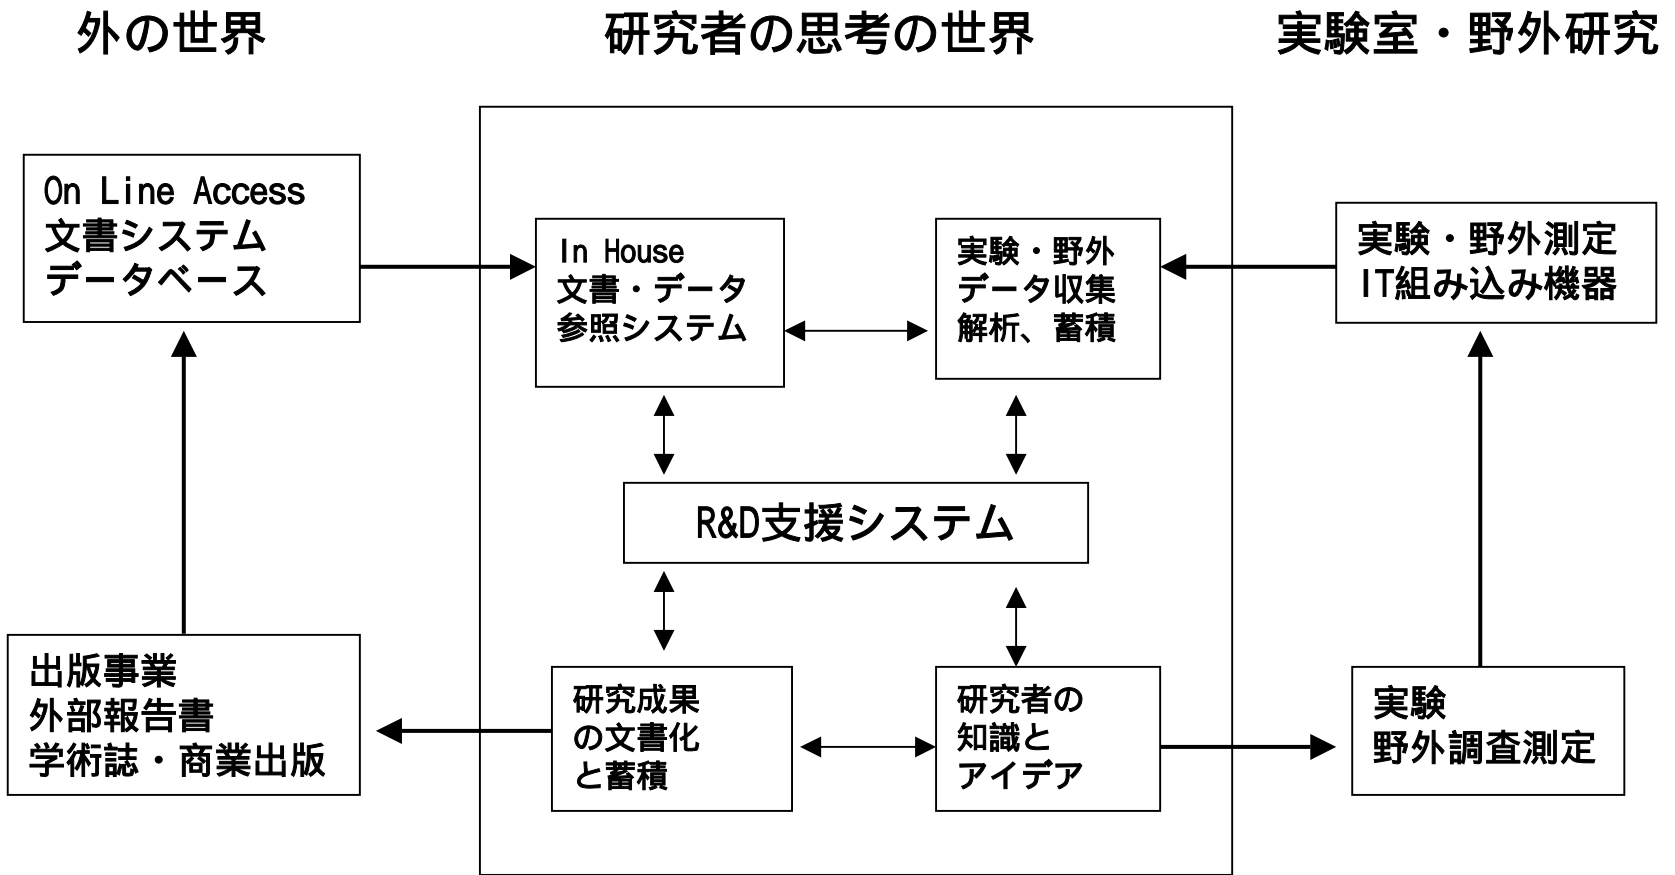 外の世界
研究者の思考の世界
実験室・野外研究
On Line Access
文書システム
データベース
In House
文書・データ
参照システム
実験・野外
データ収集
解析、蓄積
実験・野外測定
IT組み込み機器
R&D支援システム
出版事業
外部報告書
学術誌・商業出版
研究成果
の文書化
と蓄積
研究者の
知識と
アイデア
実験
野外調査測定